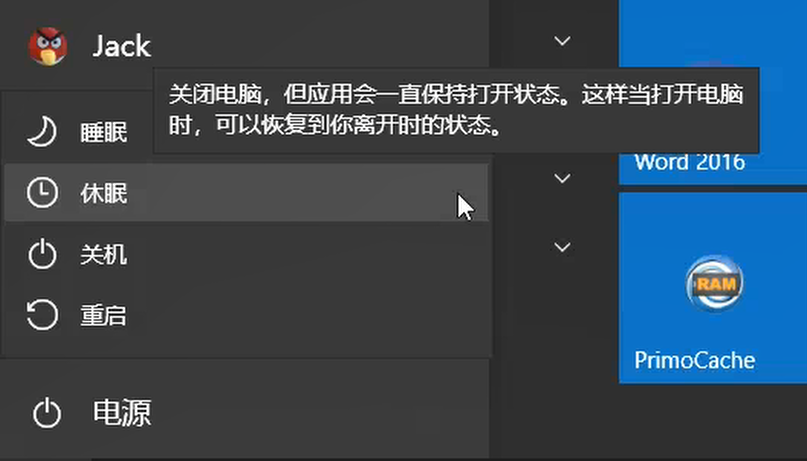 Jack
关闭电脑，但应用会一直保持打开状态。这样当打开电脑
时，可以恢复到你离开时的状态。
睡眠
Word 2016
休眠
关机
重启
RAM
PrimoCache
电源